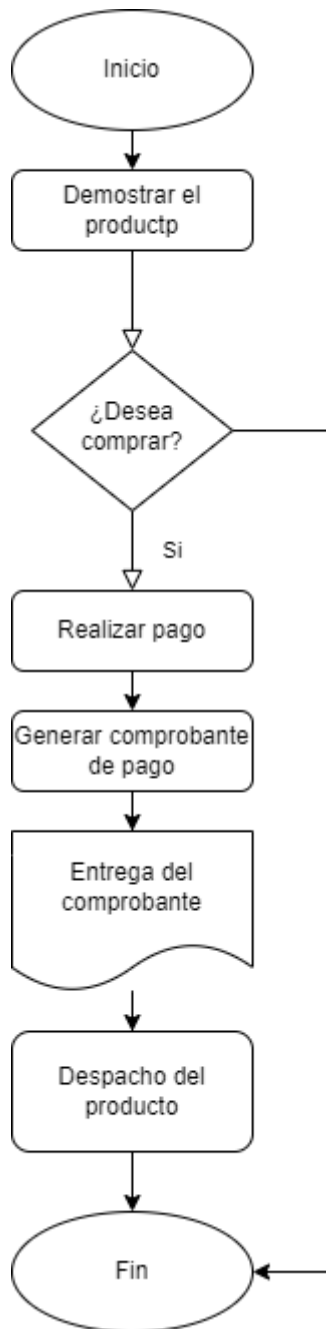 Inicio
Demostrar el
productp
¿Desea
comprar?
Si
Realizar pago
Generar comprobante
de pago
Entrega del
comprobante
Despacho del
producto
Fin